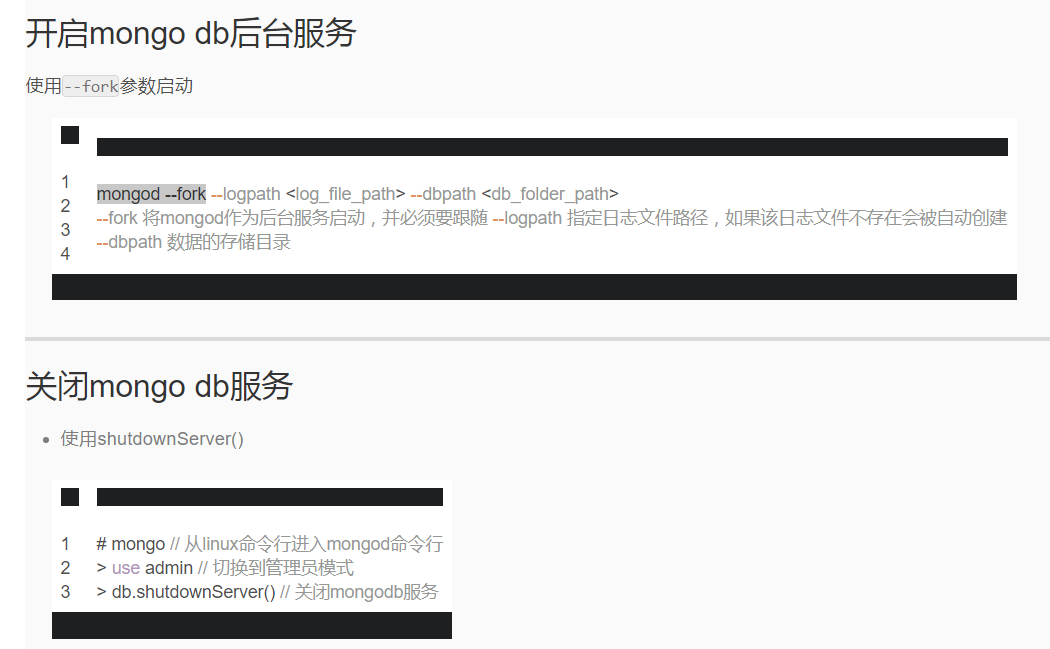 开启mongo db后台服务
使用--fork参数启动
1
2
3
4
mongod --fork --logpath <log_file_path> --dbpath <db_folder_path>
--fork 将mongod作为后台服务启动，并必须要跟随 --logpath 指定日志文件路径，如果该日志文件不存在会被自动创建
--dbpath 数据的存储目录
关闭mongo db服务
使用shutdownServer()
1 # mongo // 从linux命令行进入mongod命令行
2 > use admin // 切换到管理员模式
3 > db.shutdownServer() // 关闭mongodb服务